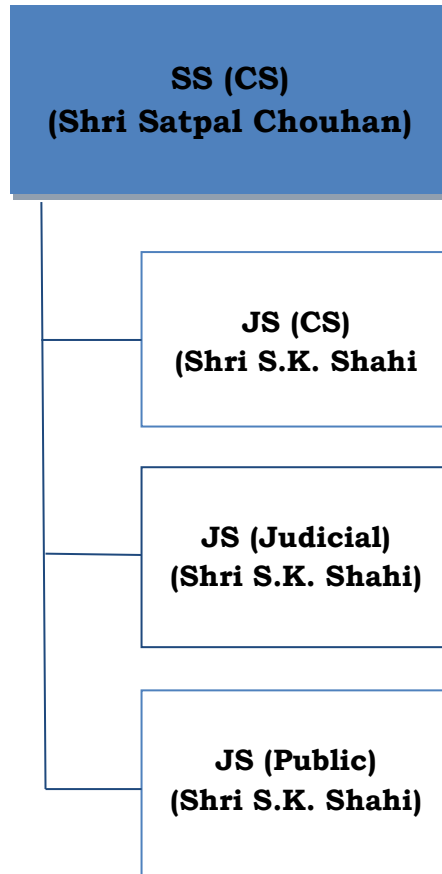 SS (CS)
(Shri Satpal Chouhan)
JS (CS)
(Shri S.K. Shahi
JS (Judicial)
(Shri S.K. Shahi)
JS (Public)
(Shri S.K. Shahi)